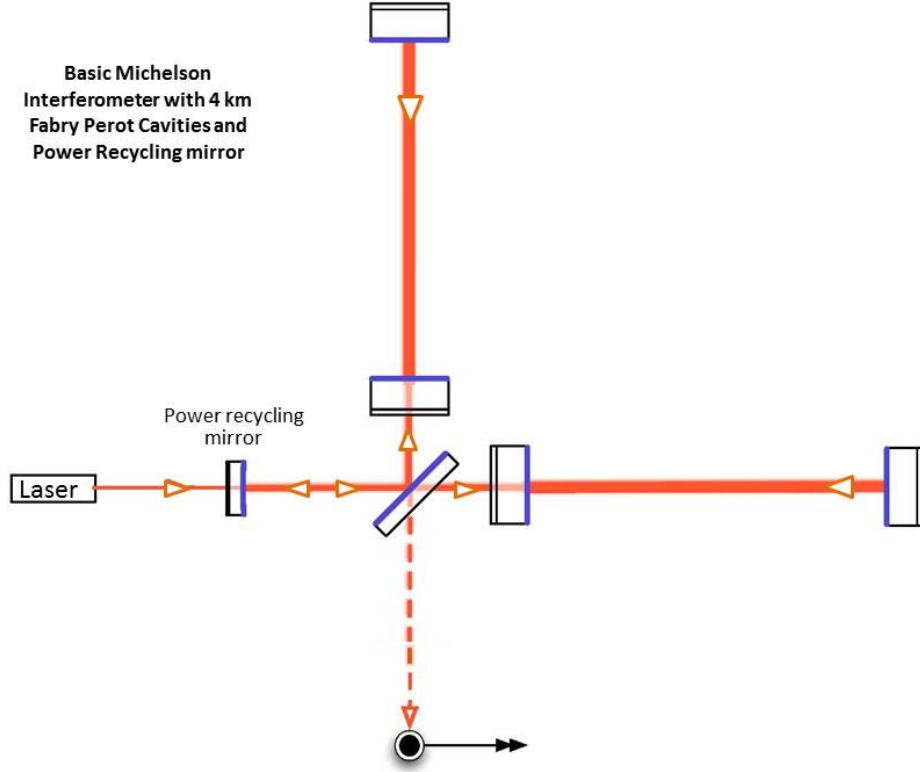 Basic Michelson
Interferometer with 4 km
Fabry Perot Cavities and
Power Recycling mirror
Power recycling
mirror
Laser